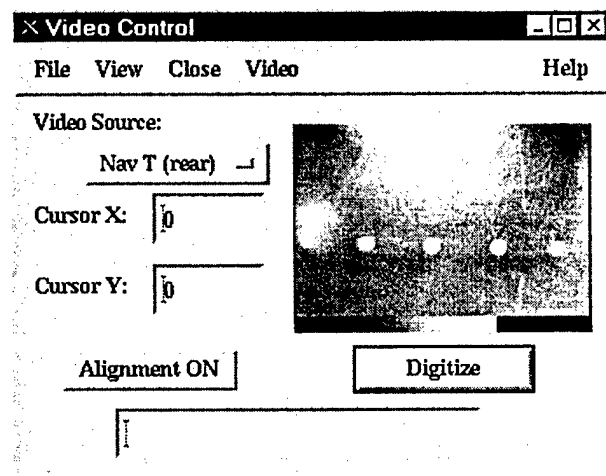 X Video Control
File View Close Video Help
Video Source:
Nav T (rear)
Cursor X: 0
Cursor Y: 0
Alignment ON Digitize